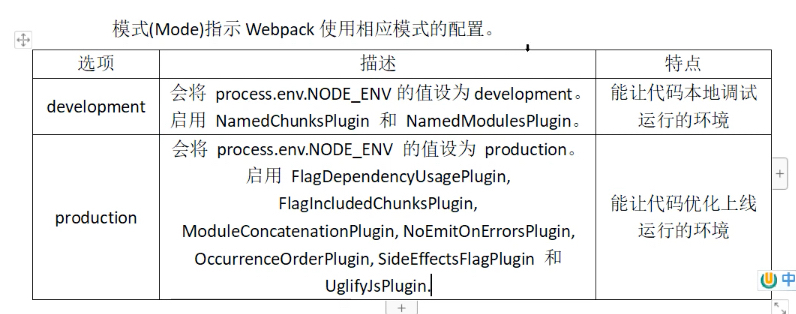 模式(Mode)指示 Webpack 使用相应模式的配置。
选项
描述
特点
development
会将 process.env.NODE_ENV 的值设为 development。
启用 NamedChunksPlugin 和 NamedModulesPlugin。
能让代码本地调试
运行的环境
production
会将 process.env.NODE_ENV 的值设为 production。
启用 FlagDependencyUsagePlugin,
FlagIncludedChunksPlugin,
ModuleConcatenationPlugin, NoEmitOnErrorsPlugin,
OccurrenceOrderPlugin, SideEffectsFlagPlugin 和
UglifyJsPlugin.
能让代码优化上线
运行的环境
中